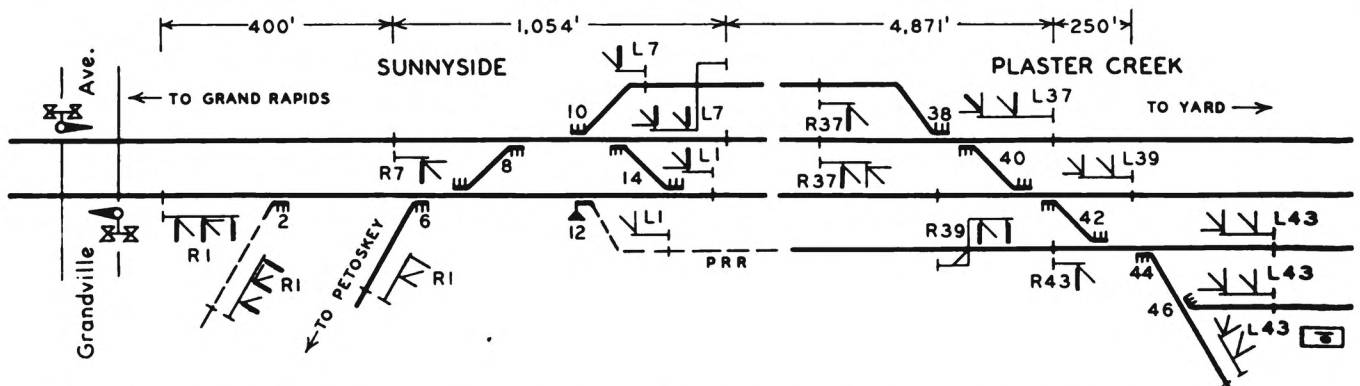 400' 1,054' 4,871' 250'
SUNNYSIDE PLASTER CREEK
Ave. L7
← TO GRAND RAPIDS 10 L7 R37 38 L37 TO YARD →
R7 8 14 L1 R37 40 L39
R1 2 6 12 L1 R39 42 L43
Grandville R1 TO PETOSKEY R1 PRR R43 44 L43
46 L43